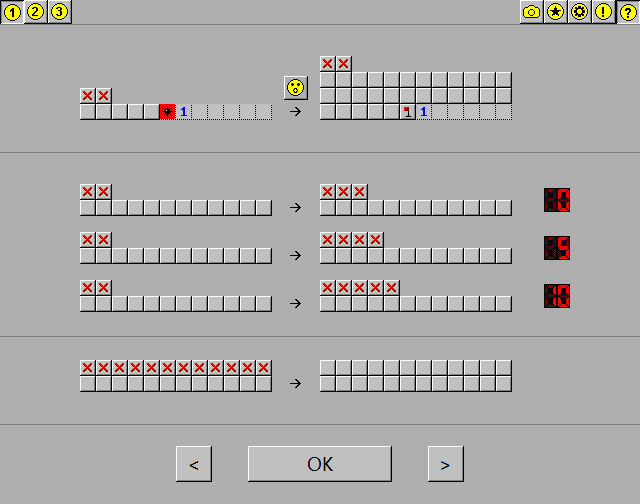 1 2 3 ! ?
1 → 1 1
→
→
→
→
< OK >